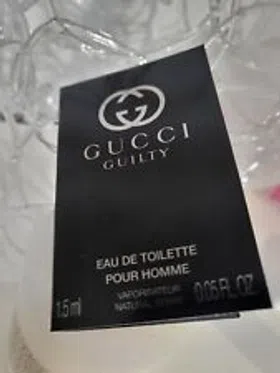 GUCCI
GUILTY
EAU DE TOILETTE
POUR HOMME
VAPORISATEUR
NATURAL SPRAY
1.5 ml
0.05 FL OZ